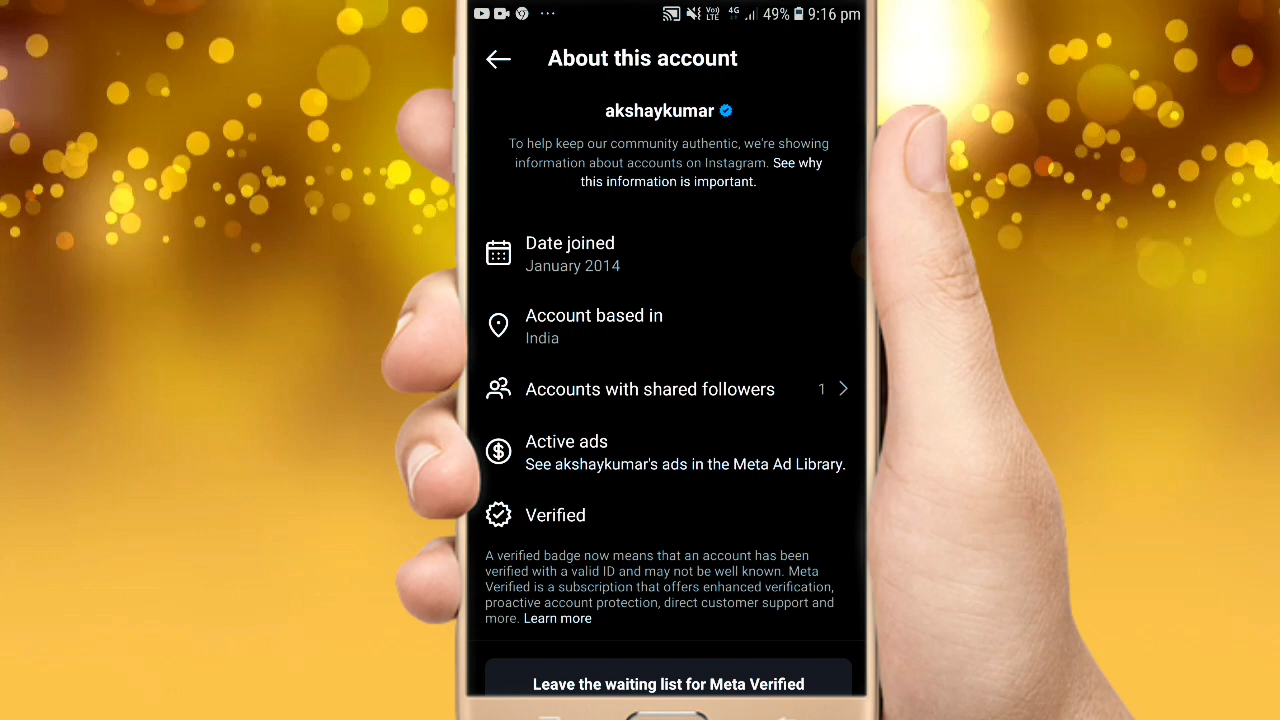 VoLTE 4G 49% 9:16 pm
About this account
akshaykumar
To help keep our community authentic, we're showing
information about accounts on Instagram. See why
this information is important.
Date joined
January 2014
Account based in
India
Accounts with shared followers 1
Active ads
See akshaykumar's ads in the Meta Ad Library.
Verified
A verified badge now means that an account has been
verified with a valid ID and may not be well known. Meta
Verified is a subscription that offers enhanced verification,
proactive account protection, direct customer support and
more. Learn more
Leave the waiting list for Meta Verified